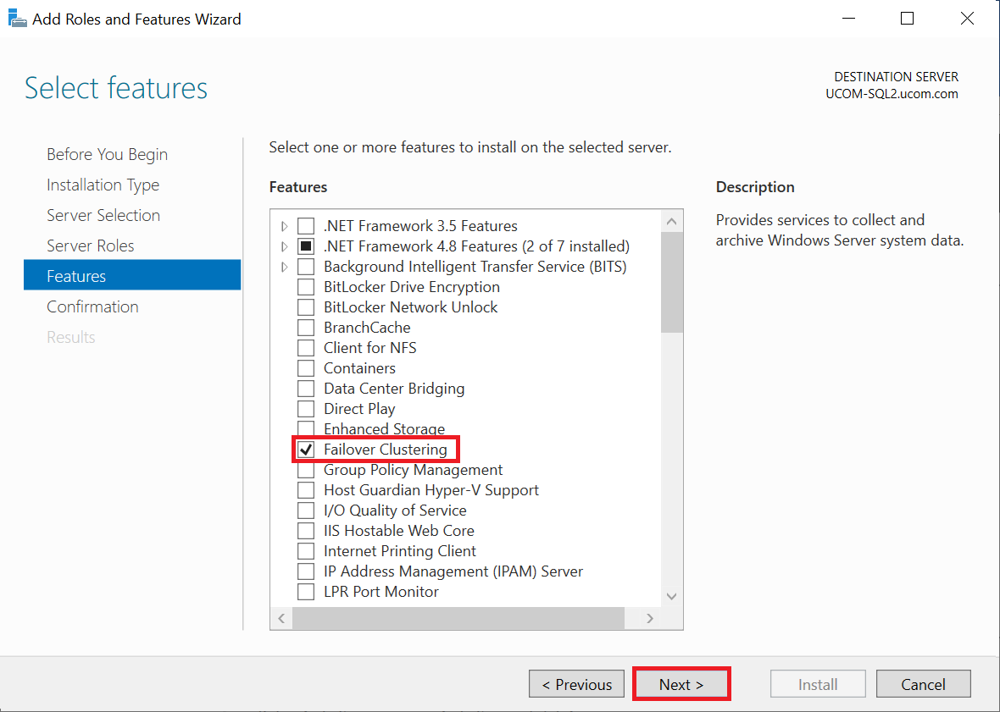 Add Roles and Features Wizard
Select features
DESTINATION SERVER
UCOM-SQL2.ucom.com
Before You Begin
Installation Type
Server Selection
Server Roles
Features
Confirmation
Results
Select one or more features to install on the selected server.
Features
.NET Framework 3.5 Features
.NET Framework 4.8 Features (2 of 7 installed)
Background Intelligent Transfer Service (BITS)
BitLocker Drive Encryption
BitLocker Network Unlock
BranchCache
Client for NFS
Containers
Data Center Bridging
Direct Play
Enhanced Storage
Failover Clustering
Group Policy Management
Host Guardian Hyper-V Support
I/O Quality of Service
IIS Hostable Web Core
Internet Printing Client
IP Address Management (IPAM) Server
LPR Port Monitor
Description
Provides services to collect and
archive Windows Server system data.
< Previous
Next >
Install
Cancel